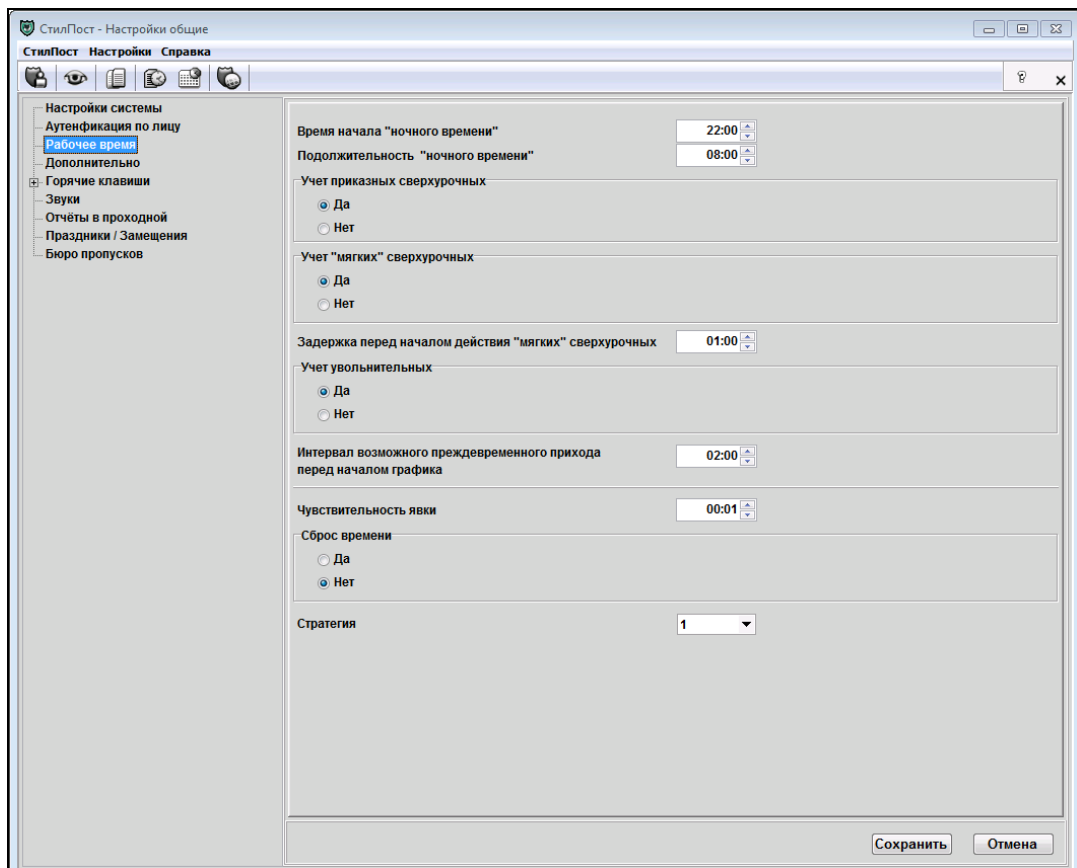 СтилПост - Настройки общие
СтилПост Настройки Справка
Настройки системы
Аутенфикация по лицу
Рабочее время
Дополнительно
Горячие клавиши
Звуки
Отчёты в проходной
Праздники / Замещения
Бюро пропусков
Время начала "ночного времени" 22:00
Подолжительность "ночного времени" 08:00
Учет приказных сверхурочных
Да
Нет
Учет "мягких" сверхурочных
Да
Нет
Задержка перед началом действия "мягких" сверхурочных 01:00
Учет увольнительных
Да
Нет
Интервал возможного преждевременного прихода
перед началом графика 02:00
Чувствительность явки 00:01
Сброс времени
Да
Нет
Стратегия 1
Сохранить Отмена